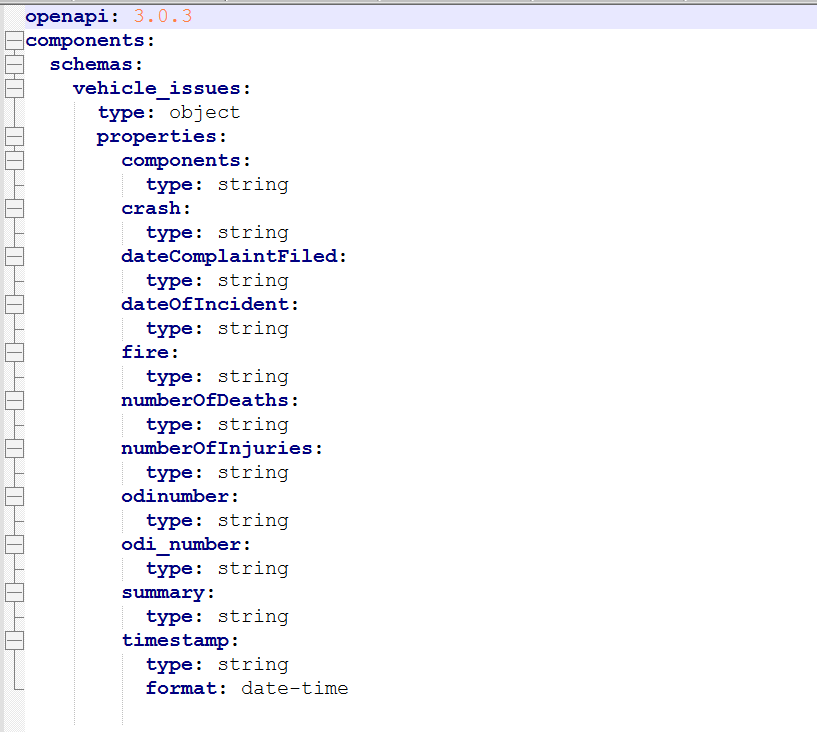 openapi: 3.0.3
components:
  schemas:
    vehicle_issues:
      type: object
      properties:
        components:
          type: string
        crash:
          type: string
        dateComplaintFiled:
          type: string
        dateOfIncident:
          type: string
        fire:
          type: string
        numberOfDeaths:
          type: string
        numberOfInjuries:
          type: string
        odinumber:
          type: string
        odi_number:
          type: string
        summary:
          type: string
        timestamp:
          type: string
          format: date-time